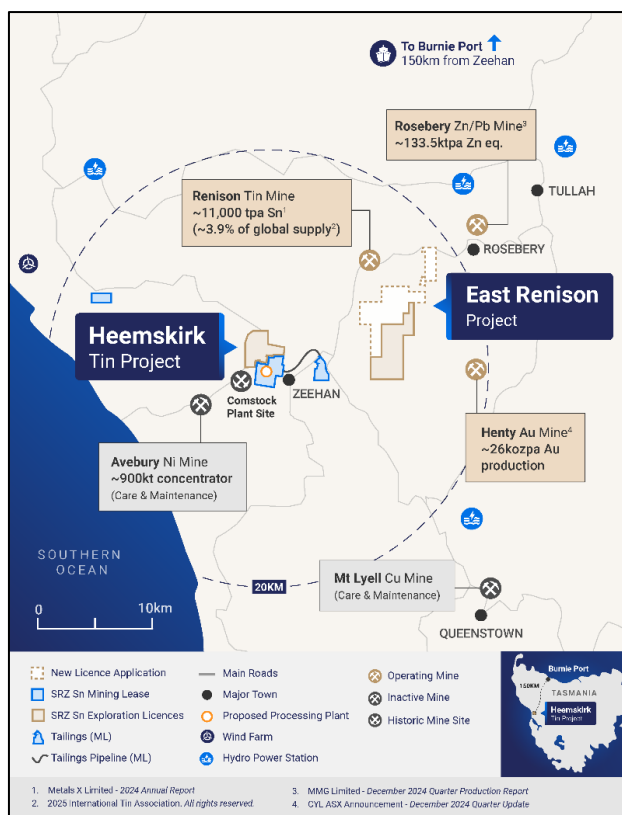 To Burnie Port
150km from Zeehan
Rosebery Zn/Pb Mine³
~133.5ktpa Zn eq.
TULLAH
Renison Tin Mine
~11,000 tpa Sn¹
(~3.9% of global supply²)
ROSEBERY
East Renison
Project
Heemskirk
Tin Project
ZEEHAN
Comstock
Plant Site
Henty Au Mine⁴
~26kozpa Au
production
Avebury Ni Mine
~900kt concentrator
(Care & Maintenance)
SOUTHERN
OCEAN
20KM
Mt Lyell Cu Mine
(Care & Maintenance)
0 10km
QUEENSTOWN
New Licence Application
SRZ Sn Mining Lease
SRZ Sn Exploration Licences
Tailings (ML)
Tailings Pipeline (ML)
Main Roads
Major Town
Proposed Processing Plant
Wind Farm
Hydro Power Station
Operating Mine
Inactive Mine
Historic Mine Site
Burnie Port
150KM
TASMANIA
Heemskirk
Tin Project
1. Metals X Limited - 2024 Annual Report
2. 2025 International Tin Association. All rights reserved.
3. MMG Limited - December 2024 Quarter Production Report
4. CYL ASX Announcement - December 2024 Quarter Update